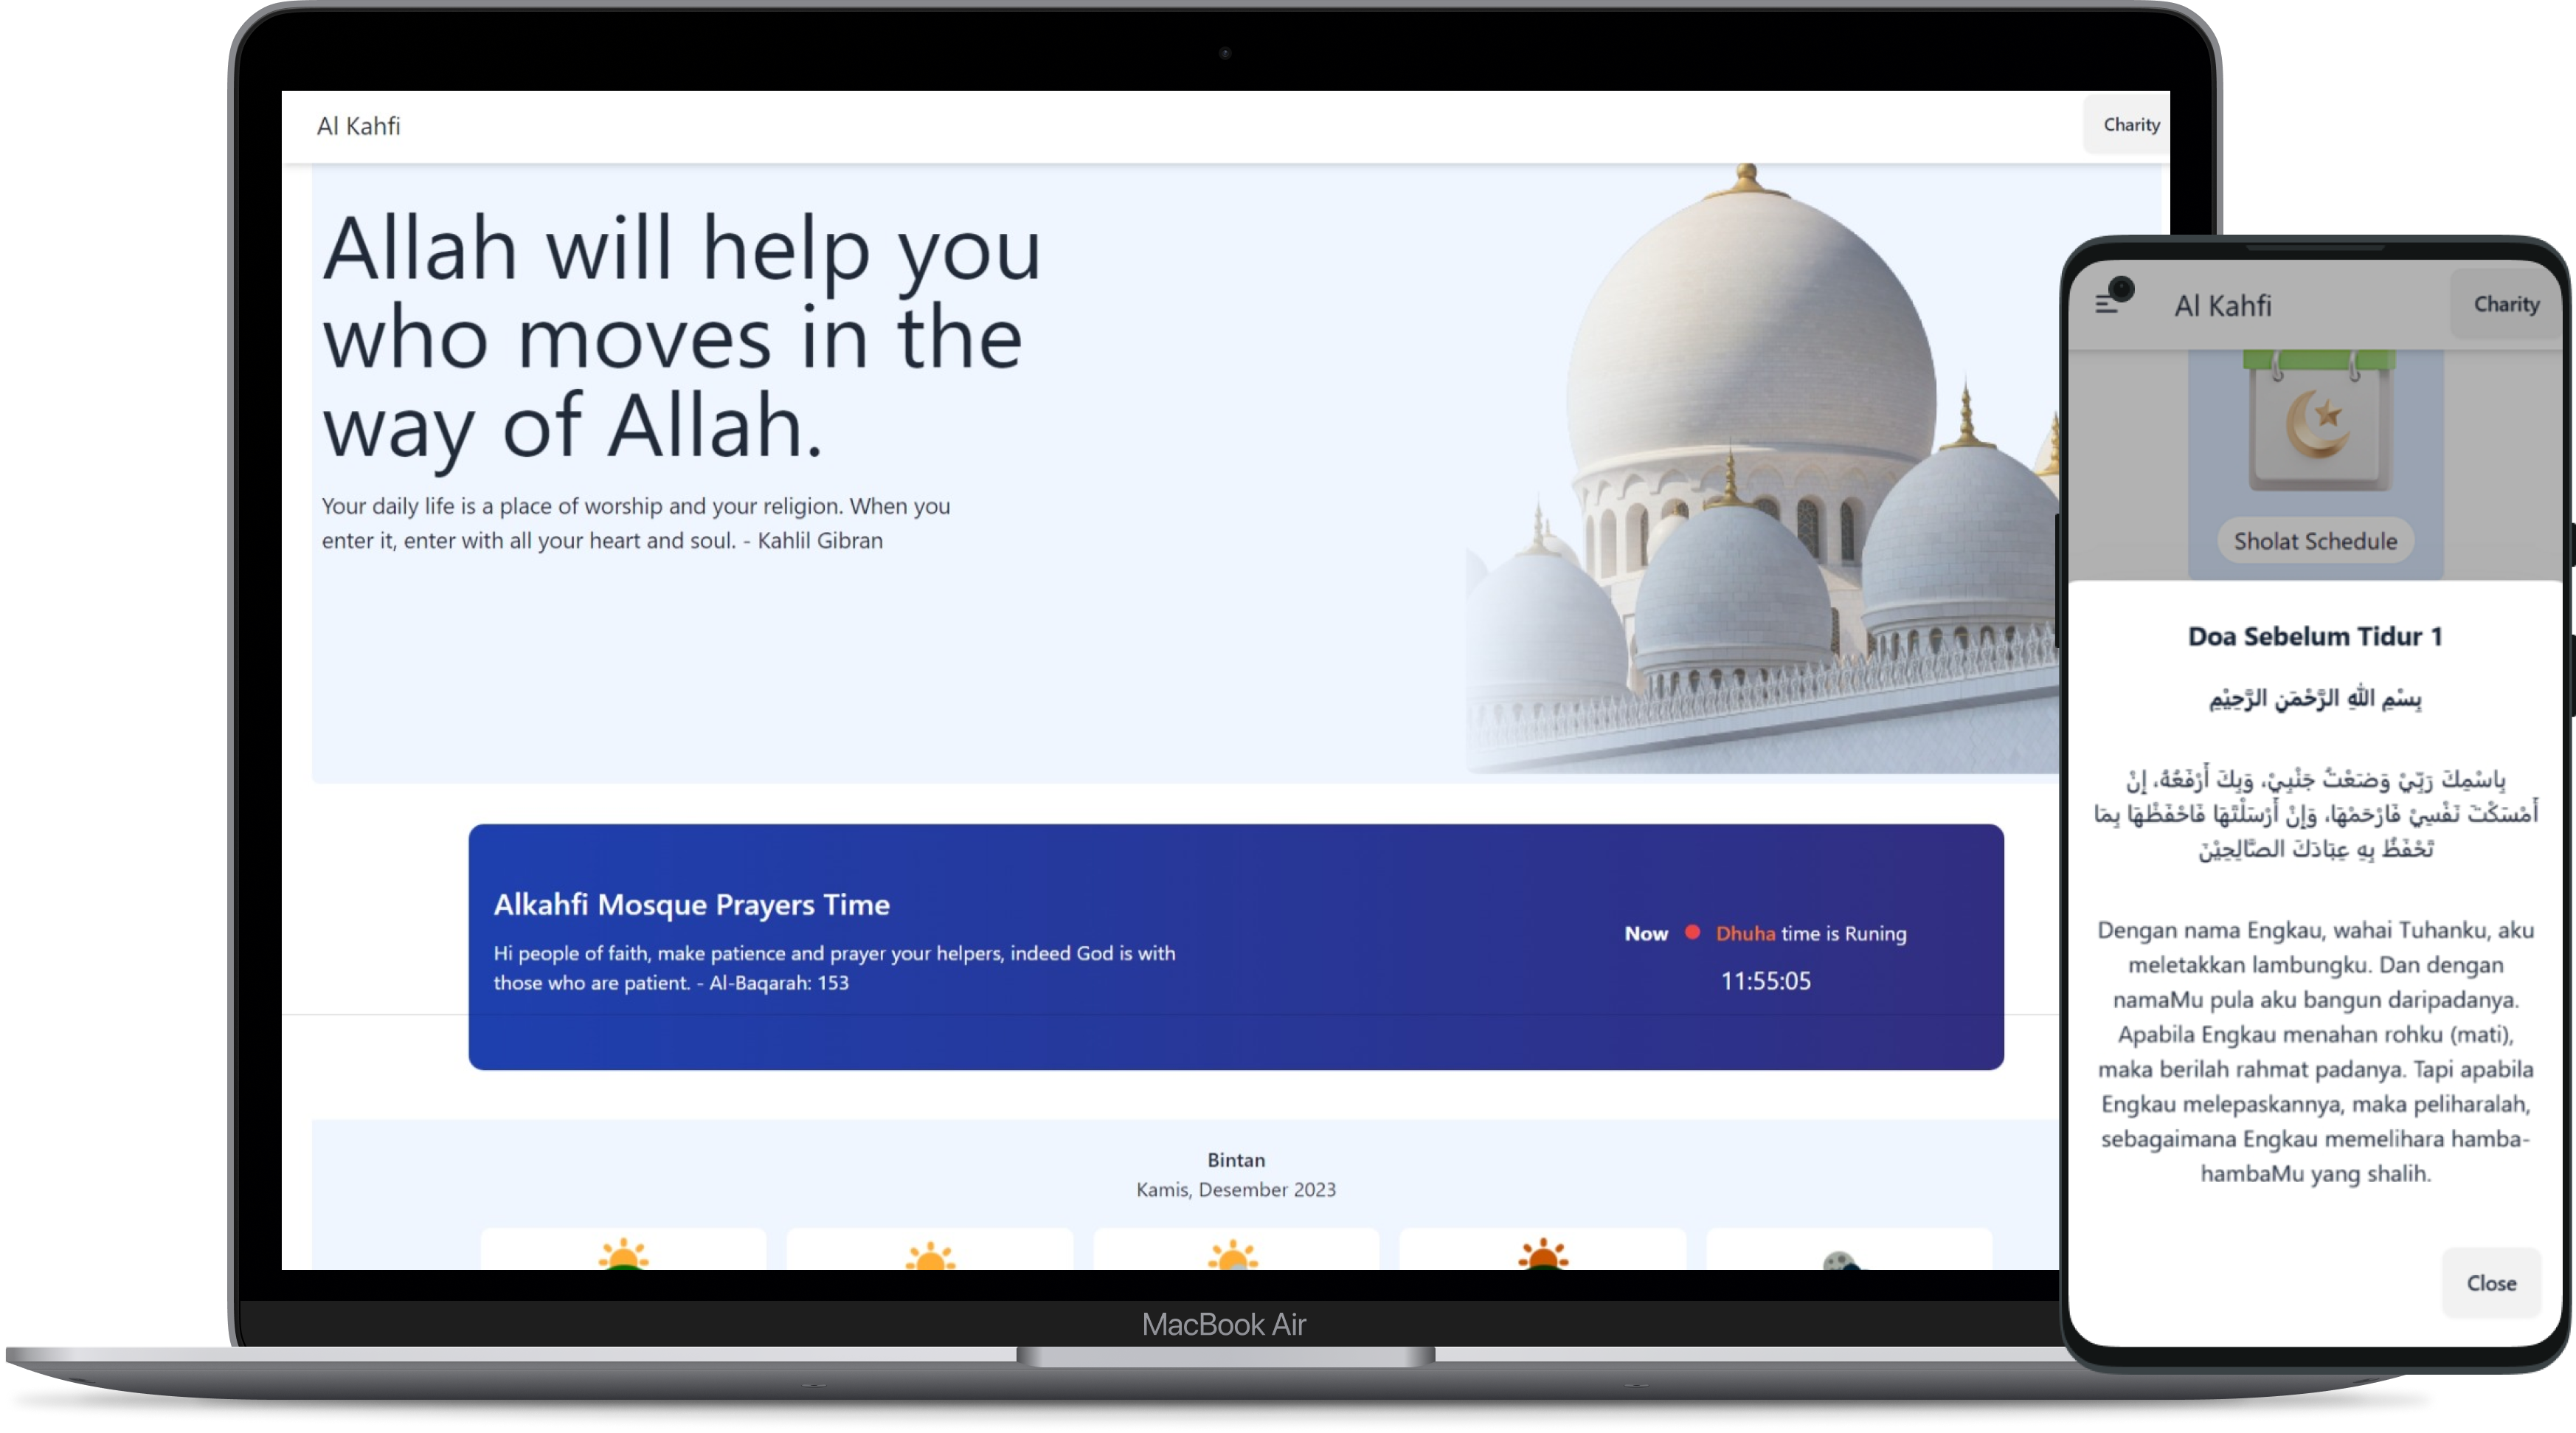 Al Kahfi
Charity
Allah will help you
who moves in the
way of Allah.
Your daily life is a place of worship and your religion. When you
enter it, enter with all your heart and soul. - Kahlil Gibran
Alkahfi Mosque Prayers Time
Hi people of faith, make patience and prayer your helpers, indeed God is with
those who are patient. - Al-Baqarah: 153
Now Dhuha time is Runing
11:55:05
Bintan
Kamis, Desember 2023
MacBook Air
Al Kahfi
Charity
Sholat Schedule
Doa Sebelum Tidur 1
بِسْمِ اللهِ الرَّحْمَنِ الرَّحِيْمِ
بِاسْمِكَ رَبِّيْ وَضَعْتُ جَنْبِيْ، وَبِكَ أَرْفَعُهُ، إِنْ
أَمْسَكْتَ نَفْسِيْ فَارْحَمْهَا، وَإِنْ أَرْسَلْتَهَا فَاحْفَظْهَا بِمَا
تَحْفَظُ بِهِ عِبَادَكَ الصَّالِحِيْنَ
Dengan nama Engkau, wahai Tuhanku, aku
meletakkan lambungku. Dan dengan
namaMu pula aku bangun daripadanya.
Apabila Engkau menahan rohku (mati),
maka berilah rahmat padanya. Tapi apabila
Engkau melepaskannya, maka peliharalah,
sebagaimana Engkau memelihara hamba-
hambaMu yang shalih.
Close